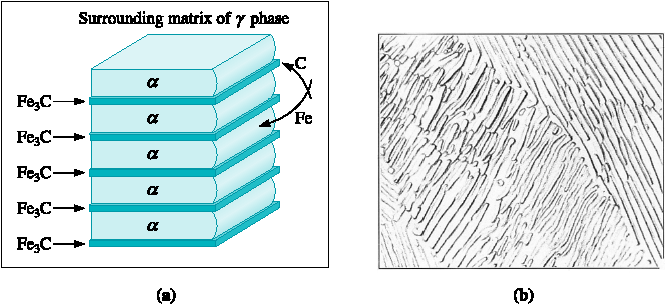 Surrounding matrix of γ phase
C
α
Fe₃C
Fe
α
Fe₃C
α
Fe₃C
α
Fe₃C
α
Fe₃C
(a)
(b)